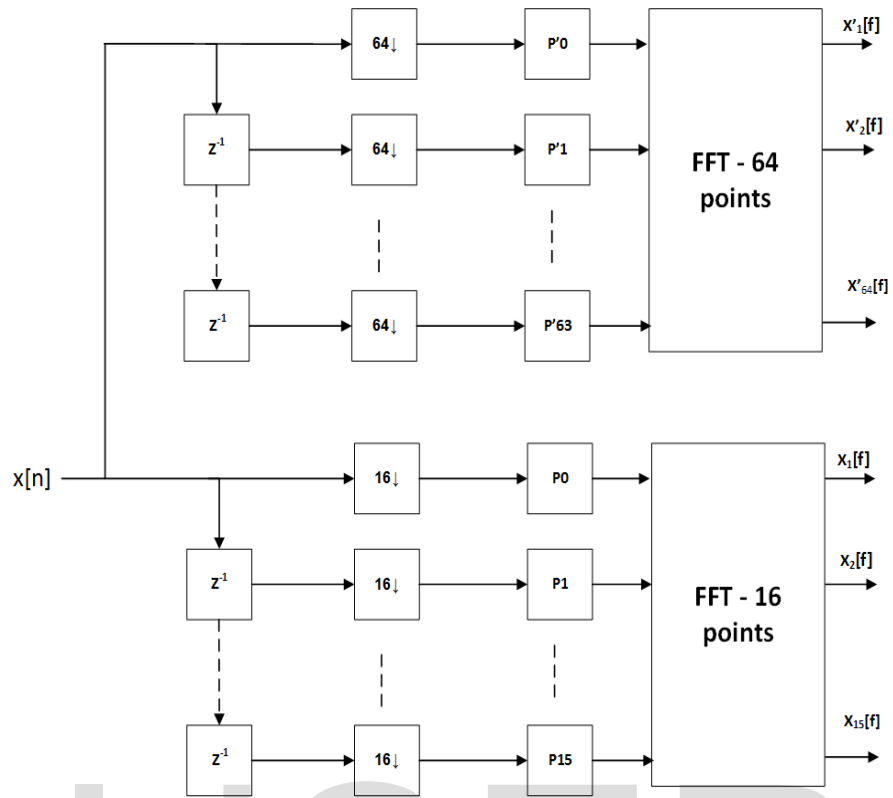 64↓ P'0 X'₁[f]
Z⁻¹ 64↓ P'1 X'₂[f]
FFT - 64
points
Z⁻¹ 64↓ P'63 X'₆₄[f]
x[n] 16↓ P0 X₁[f]
Z⁻¹ 16↓ P1 X₂[f]
FFT - 16
points
Z⁻¹ 16↓ P15 X₁₅[f]